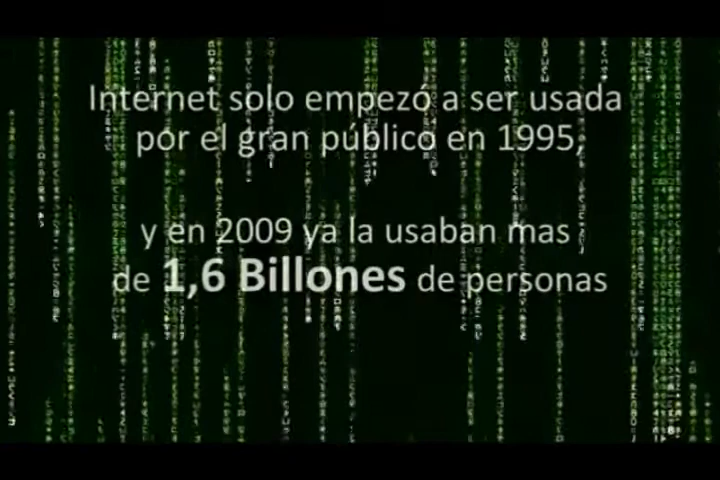 Internet solo empezó a ser usada
por el gran público en 1995,
y en 2009 ya la usaban mas
de 1,6 Billones de personas